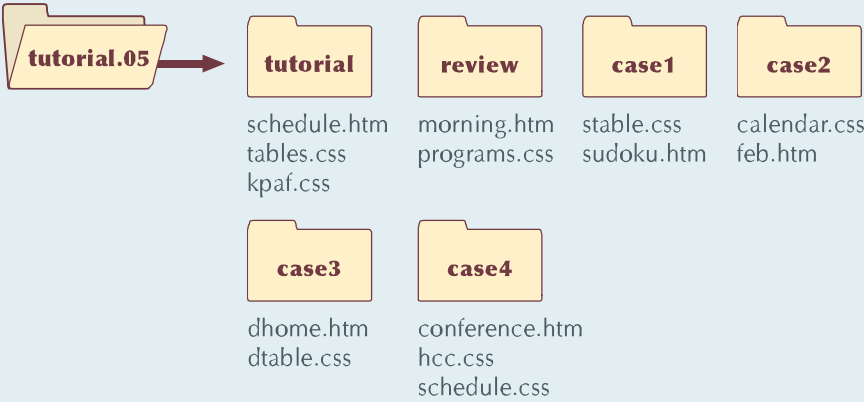 tutorial.05
tutorial
schedule.htm
tables.css
kpaf.css
review
morning.htm
programs.css
case1
stable.css
sudoku.htm
case2
calendar.css
feb.htm
case3
dhome.htm
dtable.css
case4
conference.htm
hcc.css
schedule.css